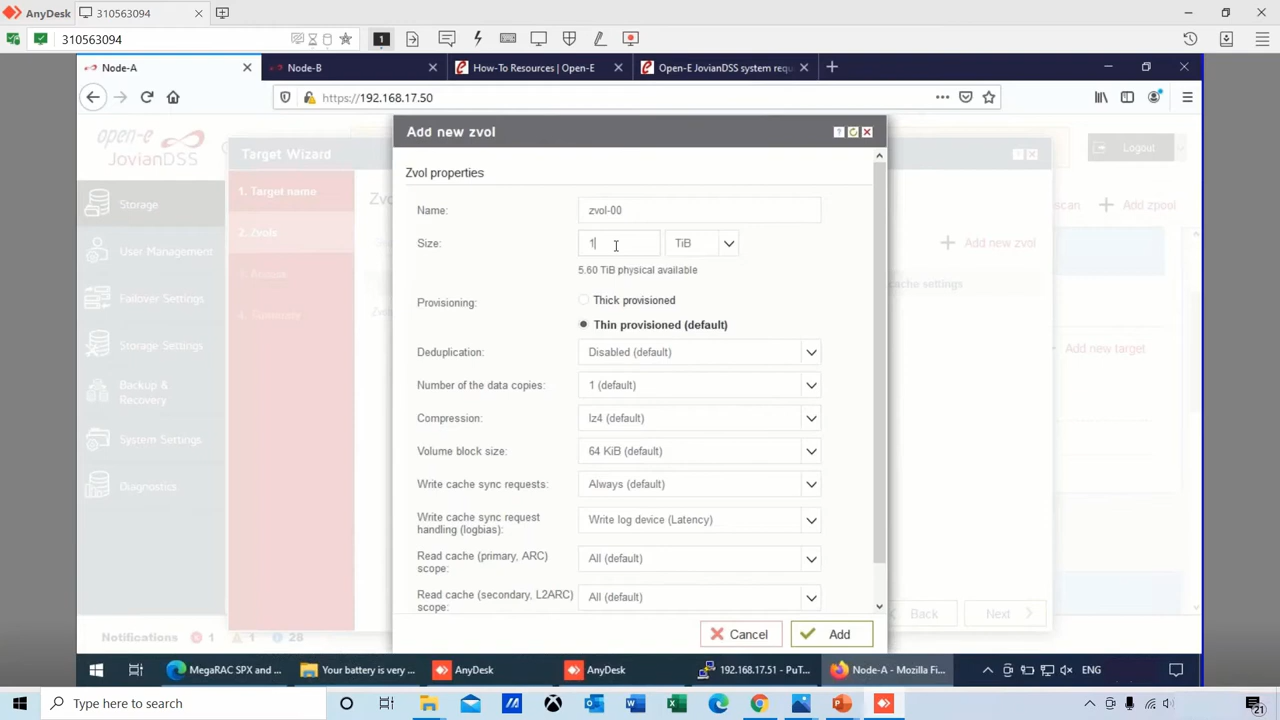 AnyDesk 310563094
310563094 1
Node-A Node-B How-To Resources | Open-E Open-E JovianDSS system requ
https://192.168.17.50
open-e
JovianDSS
Target Wizard
Add new zvol
?
Logout
Storage
User Management
Failover Settings
Storage Settings
Backup &
Recovery
System Settings
Diagnostics
1. Target name
2. Zvols
Zvol properties
Name: zvol-00
Size: 1 TiB
5.60 TiB physical available
Provisioning: Thick provisioned
Thin provisioned (default)
Deduplication: Disabled (default)
Number of the data copies: 1 (default)
Compression: lz4 (default)
Volume block size: 64 KiB (default)
Write cache sync requests: Always (default)
Write cache sync request
handling (logbias): Write log device (Latency)
Read cache (primary, ARC)
scope: All (default)
Read cache (secondary, L2ARC)
scope: All (default)
Cancel Add
Add zpool
Add new zvol
cache settings
Add new target
Back Next
Notifications 1 1 28
MegaRAC SPX and ... Your battery is very ... AnyDesk AnyDesk 192.168.17.51 - PuT... Node-A - Mozilla Fi... ENG
Type here to search 21